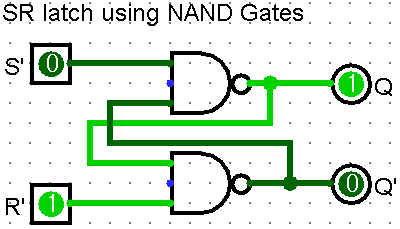 SR latch using NAND Gates
S' 0
1 Q
0 Q'
R' 1